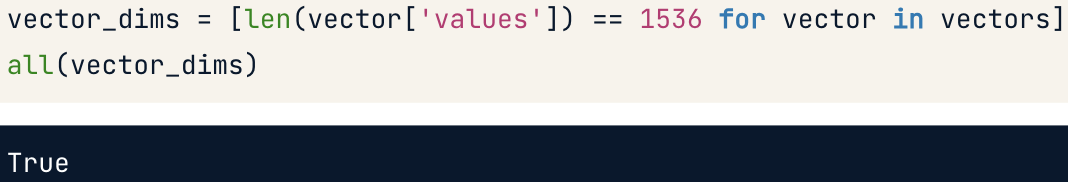 vector_dims = [len(vector['values']) == 1536 for vector in vectors]
all(vector_dims)
True